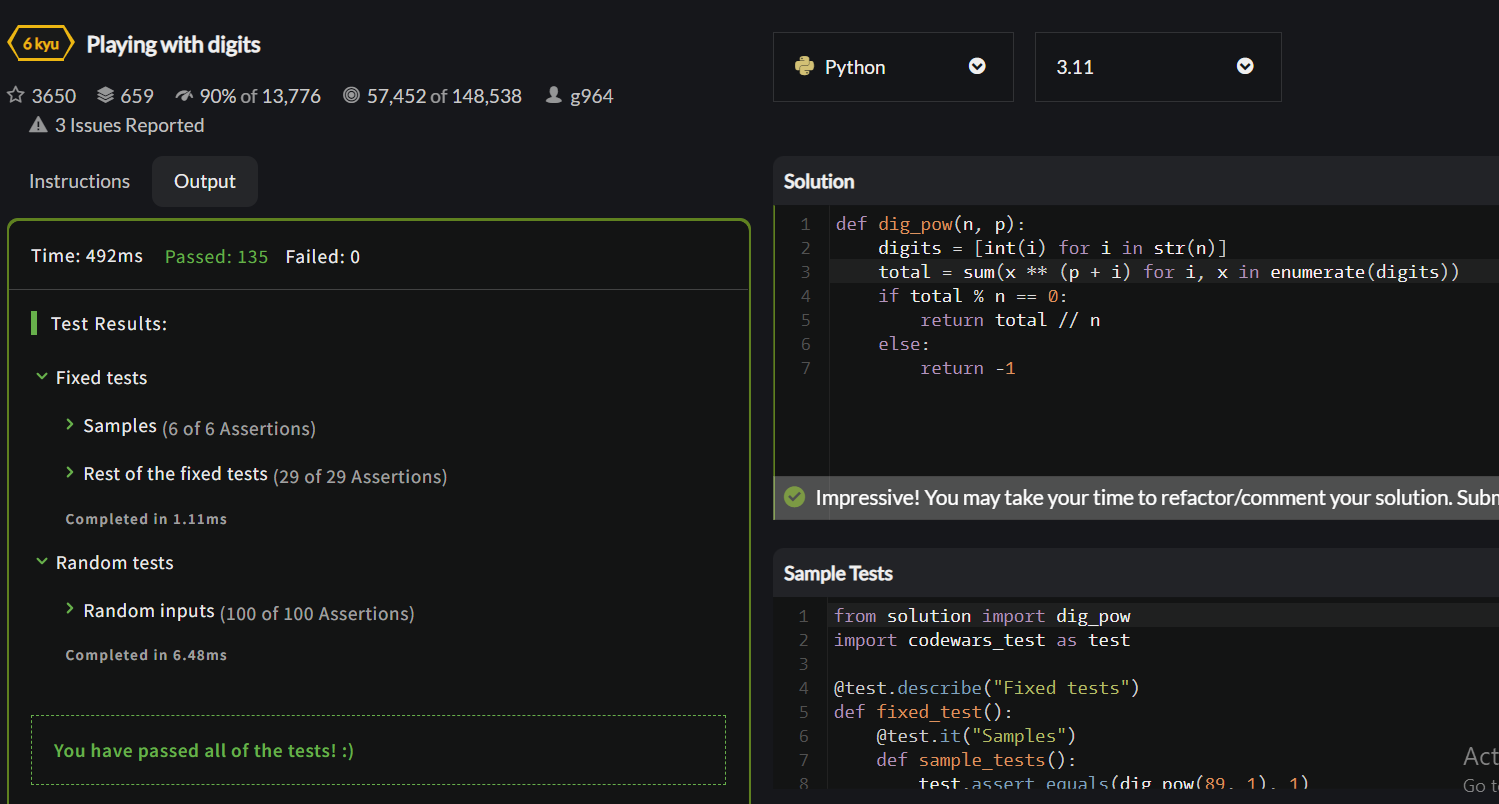 6 kyu Playing with digits
3650 659 90% of 13,776 57,452 of 148,538 g964
3 Issues Reported
Instructions Output
Time: 492ms Passed: 135 Failed: 0
Test Results:
Fixed tests
Samples (6 of 6 Assertions)
Rest of the fixed tests (29 of 29 Assertions)
Completed in 1.11ms
Random tests
Random inputs (100 of 100 Assertions)
Completed in 6.48ms
You have passed all of the tests! :)
Python 3.11
Solution
1 def dig_pow(n, p):
2     digits = [int(i) for i in str(n)]
3     total = sum(x ** (p + i) for i, x in enumerate(digits))
4     if total % n == 0:
5         return total // n
6     else:
7         return -1
Impressive! You may take your time to refactor/comment your solution. Subm
Sample Tests
1 from solution import dig_pow
2 import codewars_test as test
3
4 @test.describe("Fixed tests")
5 def fixed_test():
6     @test.it("Samples")
7     def sample_tests():
8         test.assert_equals(dig_pow(89, 1), 1)
Act
Go to